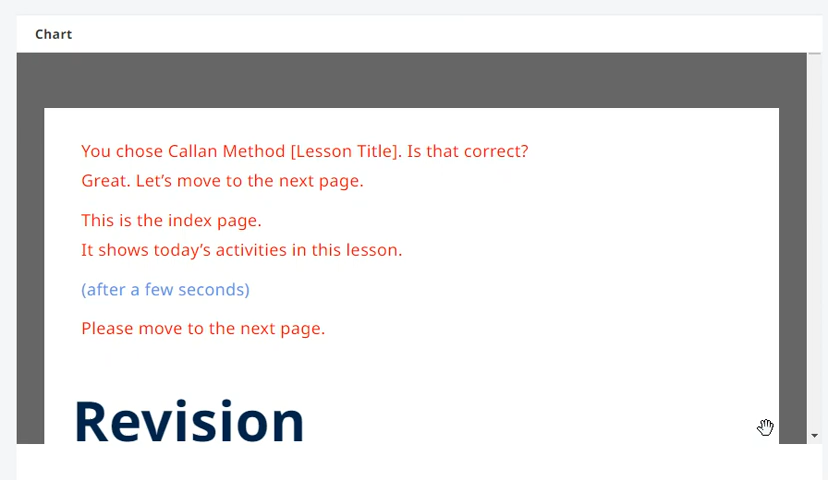 Chart
You chose Callan Method [Lesson Title]. Is that correct?
Great. Let’s move to the next page.
This is the index page.
It shows today’s activities in this lesson.
(after a few seconds)
Please move to the next page.
Revision